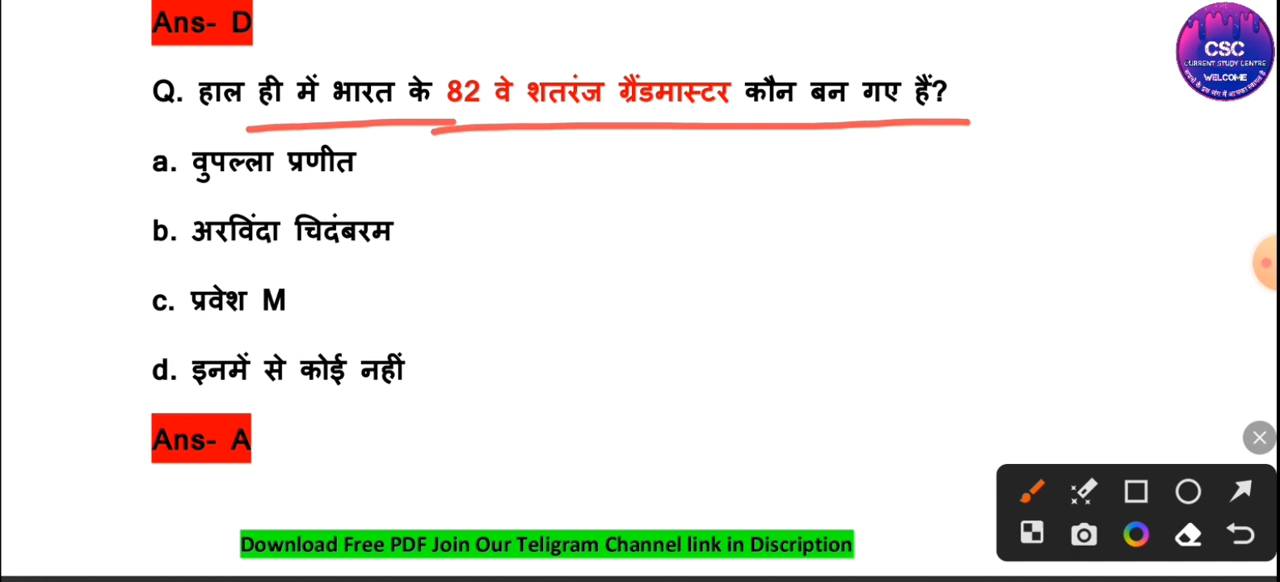 Ans- D
CSC
CURRENT STUDY CENTRE
WELCOME
Q. हाल ही में भारत के 82 वे शतरंज ग्रैंडमास्टर कौन बन गए हैं?
a. वुपल्ला प्रणीत
b. अरविंदा चिदंबरम
c. प्रवेश M
d. इनमें से कोई नहीं
Ans- A
Download Free PDF Join Our Teligram Channel link in Discription